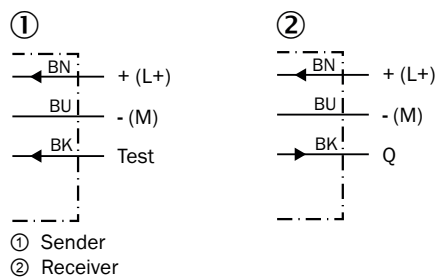 ① ②
BN + (L+) BN + (L+)
BU - (M) BU - (M)
BK Test BK Q
① Sender
② Receiver